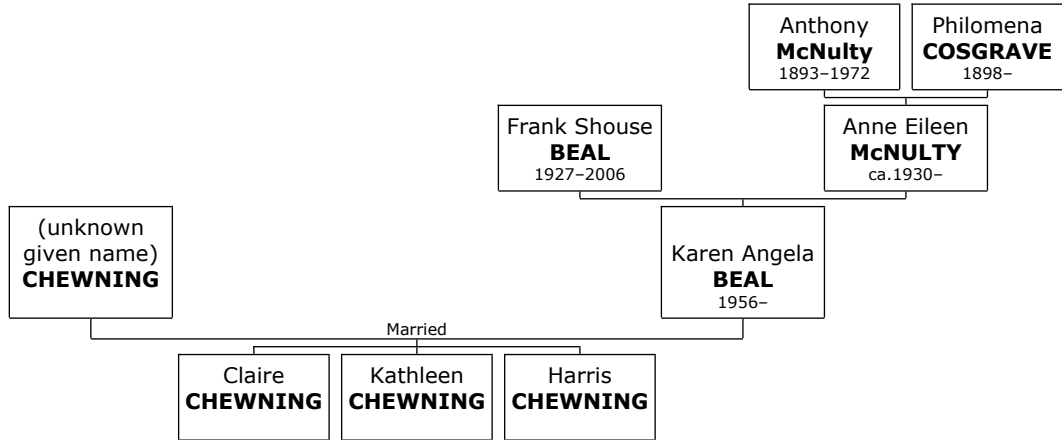 Anthony
McNulty
1893–1972
Philomena
COSGRAVE
1898–
Frank Shouse
BEAL
1927–2006
Anne Eileen
McNULTY
ca.1930–
(unknown
given name)
CHEWNING
Karen Angela
BEAL
1956–
Married
Claire
CHEWNING
Kathleen
CHEWNING
Harris
CHEWNING